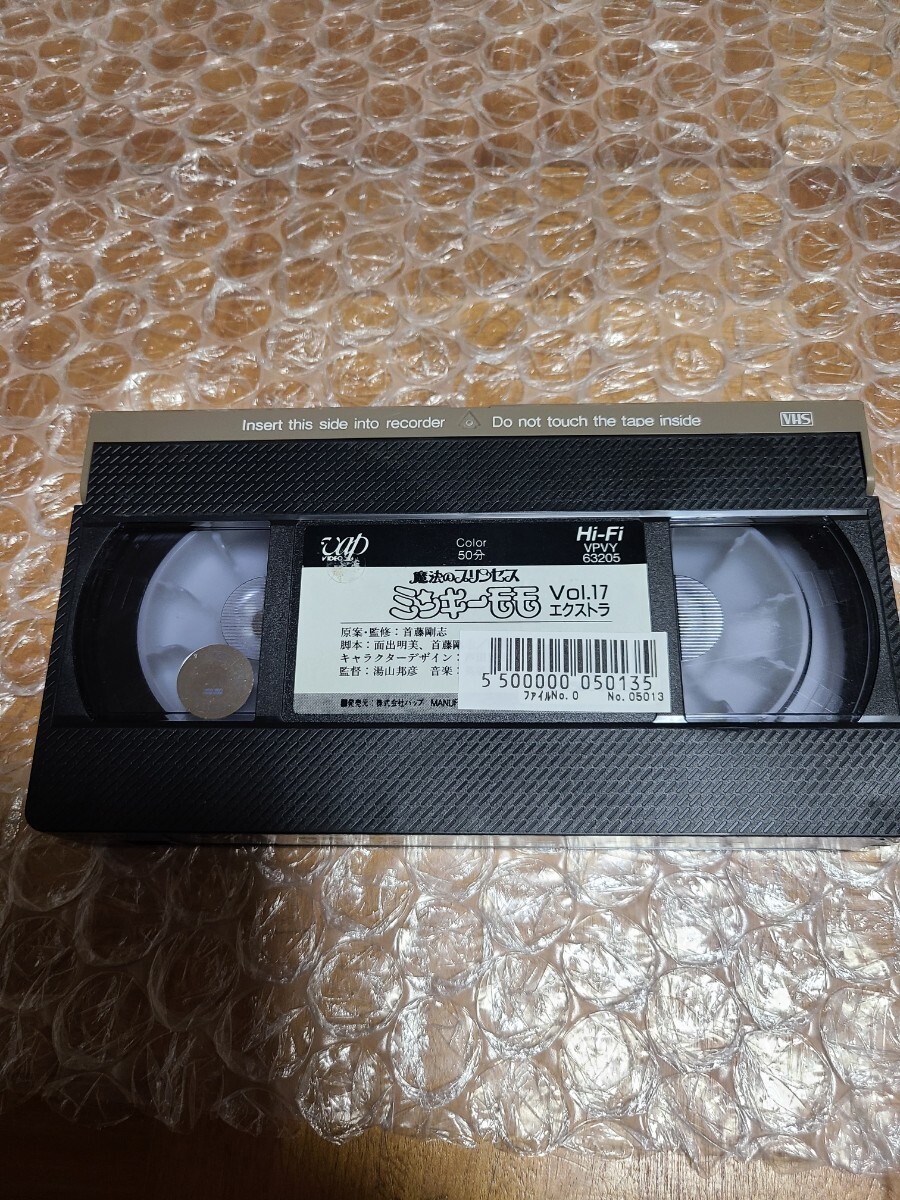 Insert this side into recorder Do not touch the tape inside VHS
vap Color Hi-Fi
VIDEO 50分 VPVY
63205
魔法のプリンセス
ミンキーモモ Vol.17
エクストラ
原案・監修：首藤剛志
脚本：面出明美、首藤剛
キャラクターデザイン：
監督：湯山邦彦 音楽：
発売元：株式会社バップ MANUF
5 500000 050135
ファイルNo. 0 No. 05013